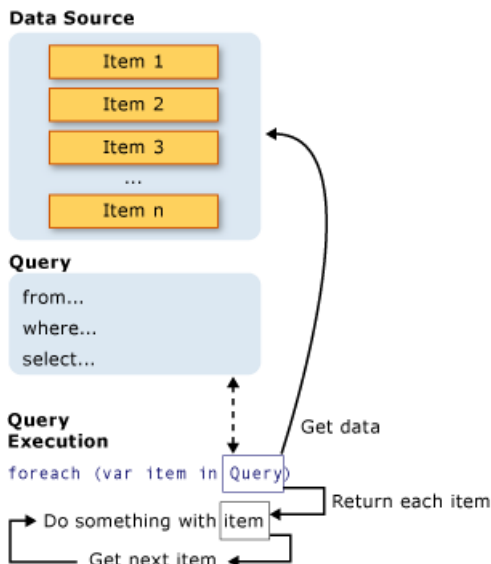 Data Source
Item 1
Item 2
Item 3
...
Item n
Query
from...
where...
select...
Query
Execution
Get data
foreach (var item in Query)
Return each item
Do something with item
Get next item